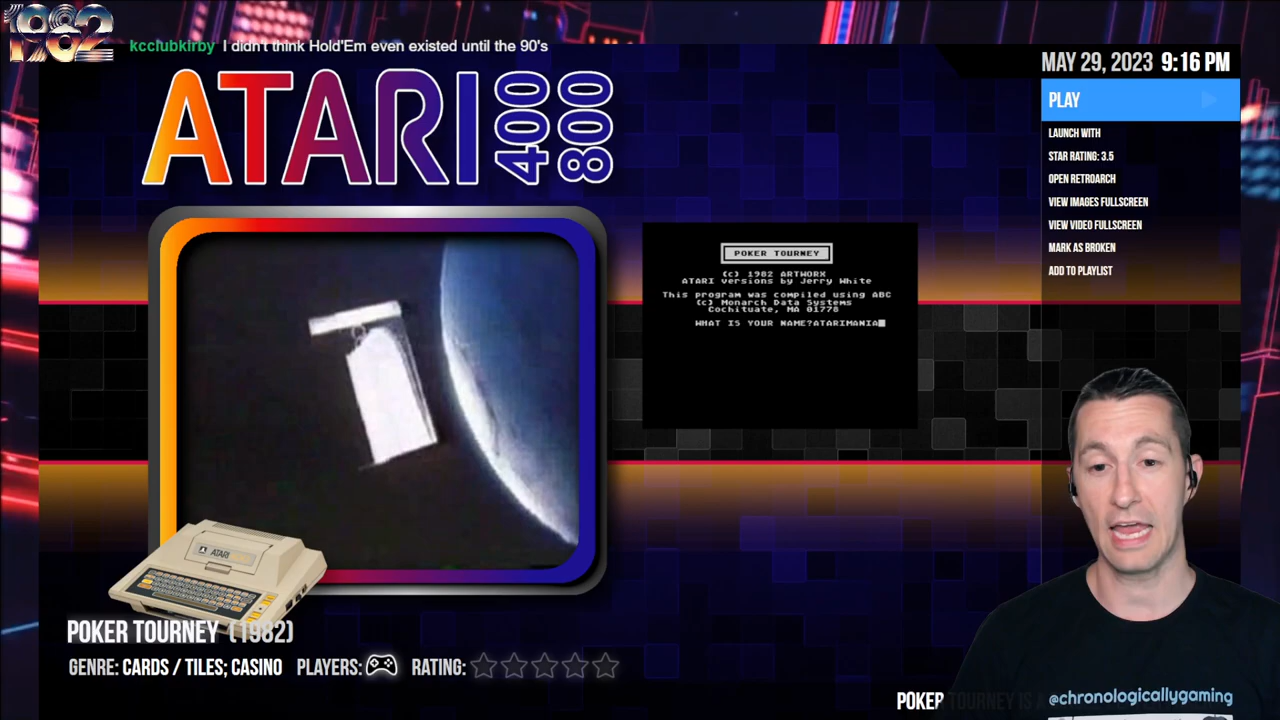 1982
kcclubkirby I didn't think Hold'Em even existed until the 90's
ATARI 400 800
MAY 29, 2023 9:16 PM
PLAY
LAUNCH WITH
STAR RATING: 3.5
OPEN RETROARCH
VIEW IMAGES FULLSCREEN
VIEW VIDEO FULLSCREEN
MARK AS BROKEN
ADD TO PLAYLIST
POKER TOURNEY
(c) 1982 ARTWORX
ATARI versions by Jerry White
This program was compiled using ABC
(c) Monarch Data Systems
Cochituate, MA 01778
WHAT IS YOUR NAME?ATARIMANIA
ATARI
POKER TOURNEY (1982)
GENRE: CARDS / TILES; CASINO PLAYERS: RATING:
POKER TOURNEY IS A
@chronologicallygaming